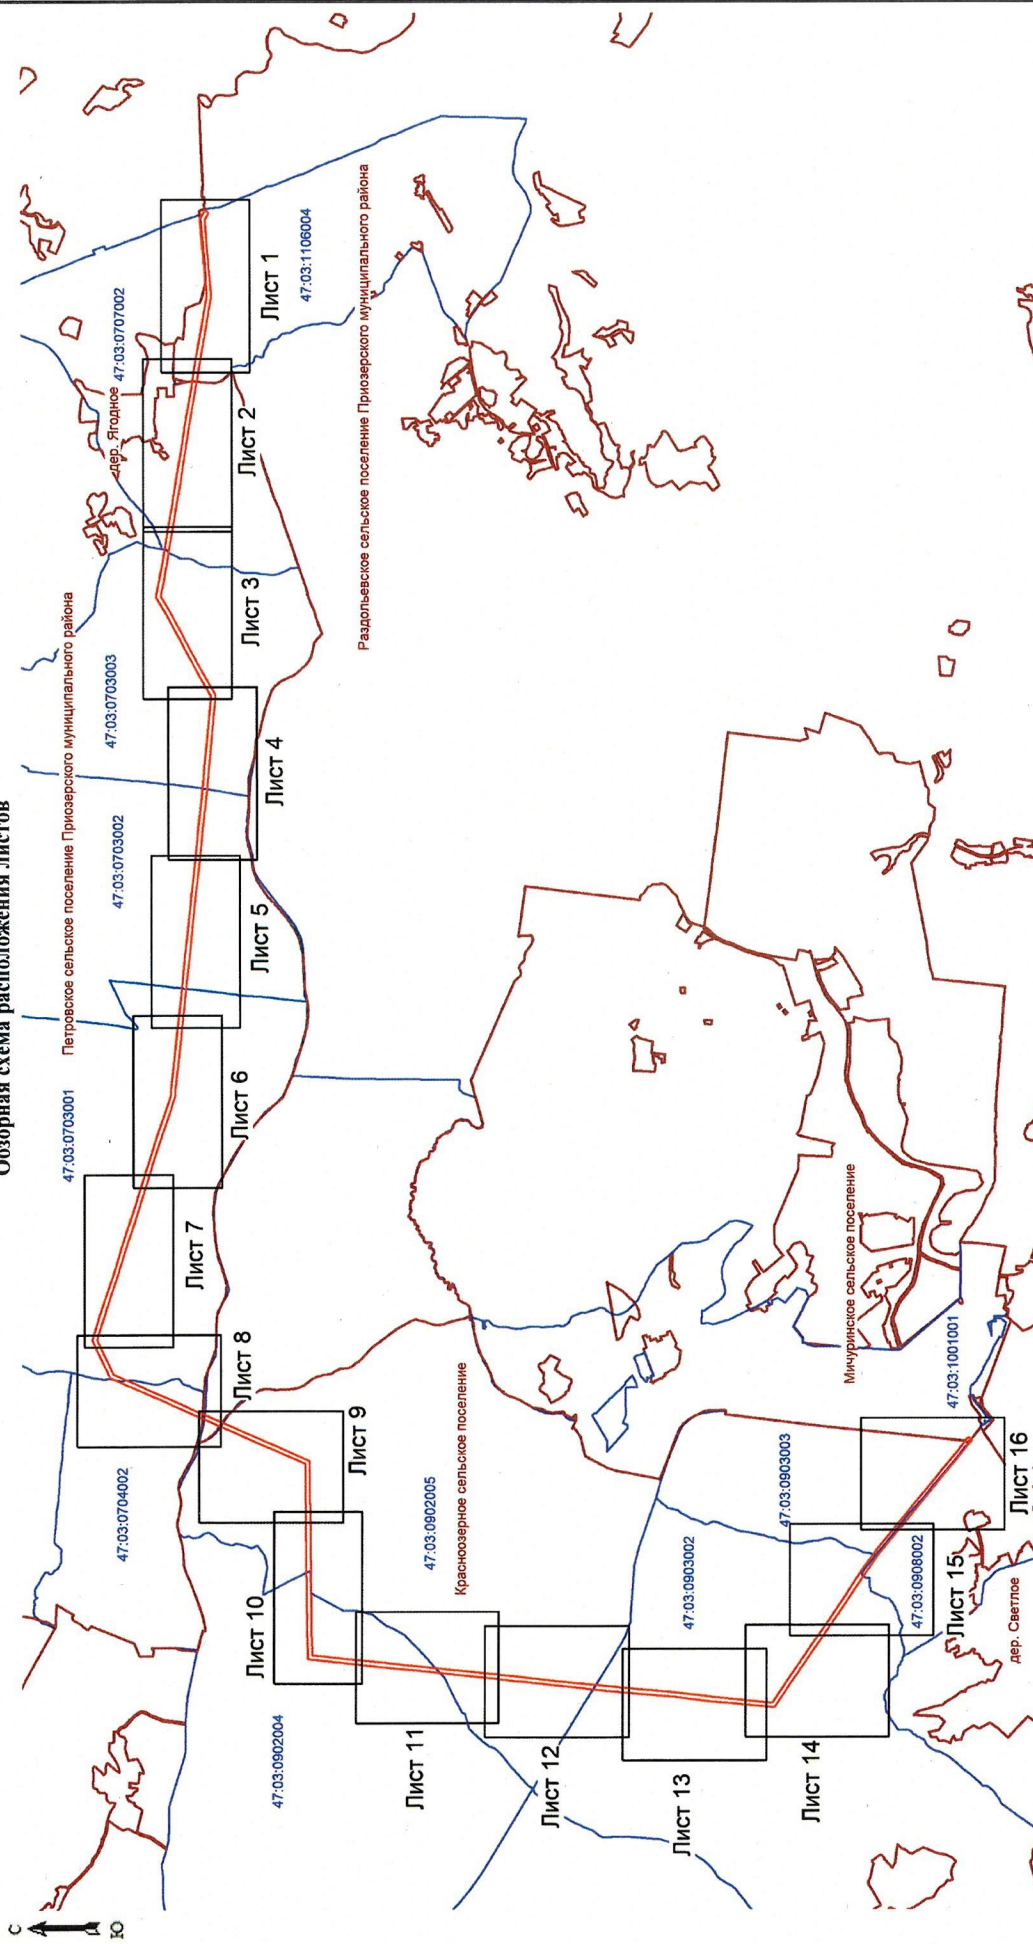 Обзорная схема расположения листов
С
Ю
47:03:0704002
47:03:0703001
Петровское сельское поселение Приозерского муниципального района
47:03:0703002
47:03:0703003
дер. Ягодное
47:03:0707002
Лист 1
Лист 2
Лист 3
Лист 4
Лист 5
Лист 6
Лист 7
Лист 8
Лист 9
Лист 10
47:03:1106004
Раздольевское сельское поселение Приозерского муниципального района
47:03:0902004
47:03:0902005
Красноозерное сельское поселение
Лист 11
Лист 12
Лист 13
Лист 14
47:03:0903002
47:03:0903003
Мичуринское сельское поселение
47:03:0908002
47:03:1001001
Лист 15
Лист 16
дер. Светлое